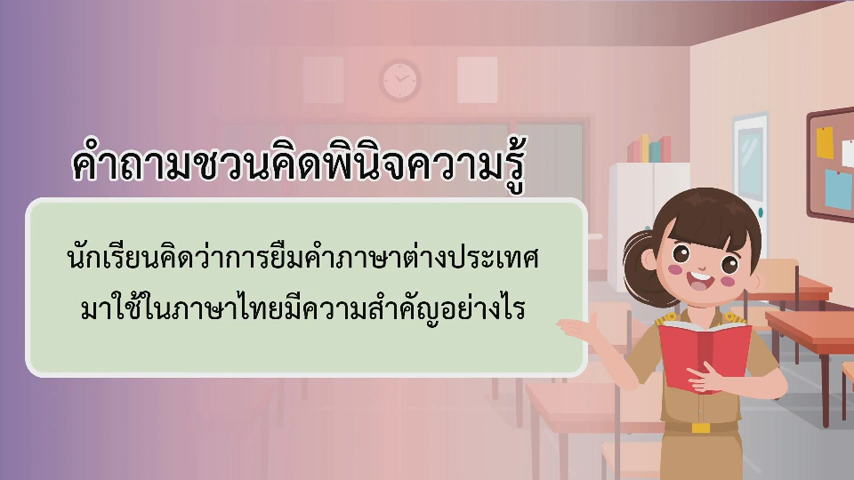 คำถามชวนคิดพินิจความรู้
นักเรียนคิดว่าการยืมคำภาษาต่างประเทศ
มาใช้ในภาษาไทยมีความสำคัญอย่างไร